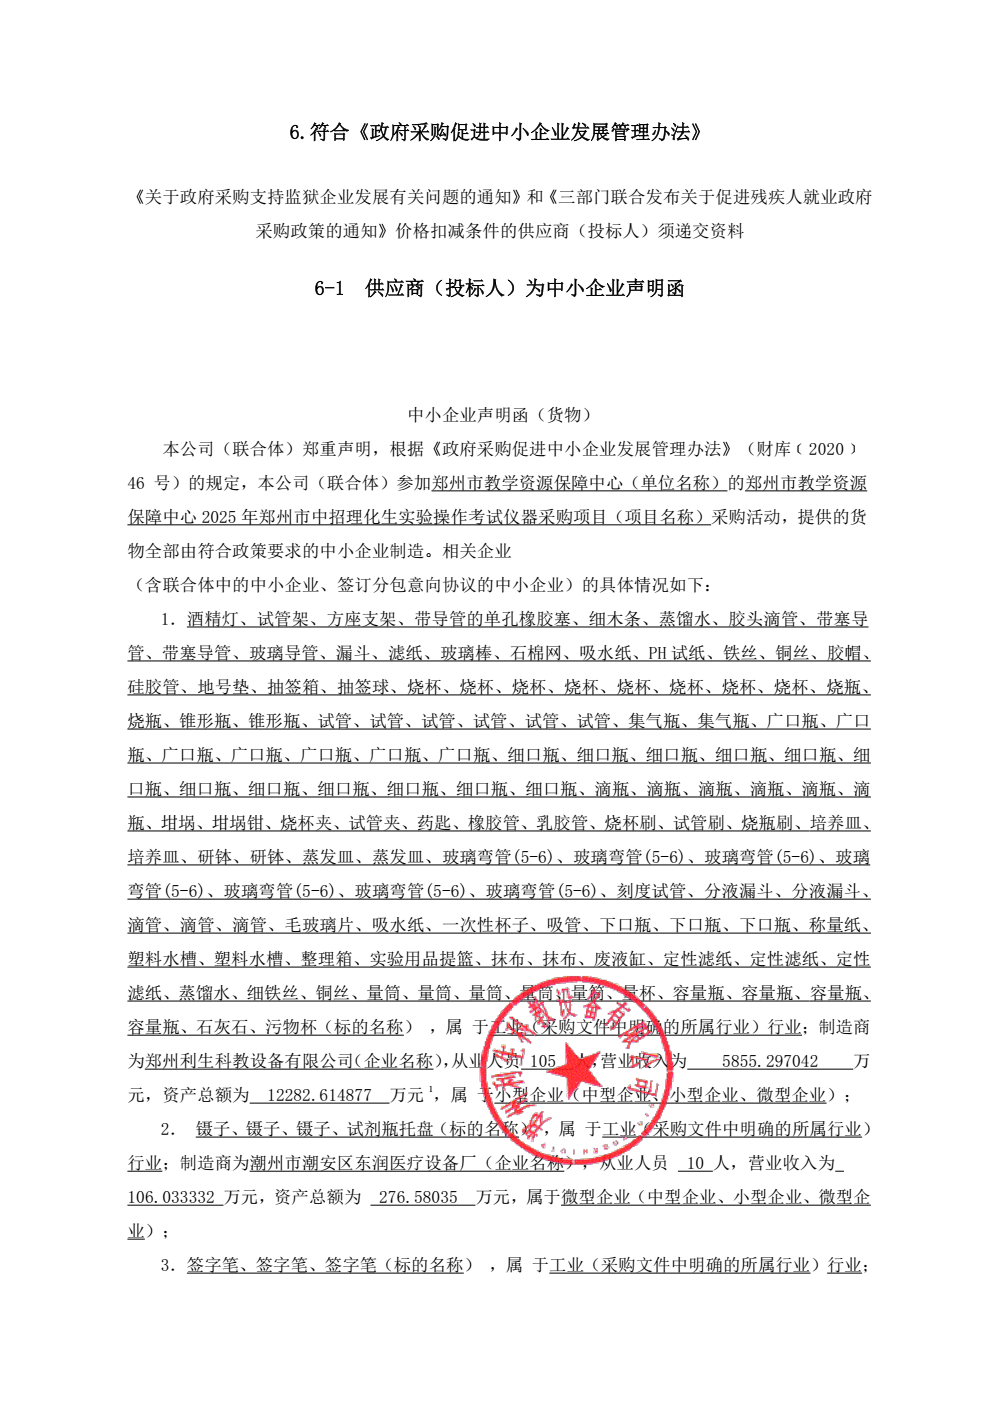 6.符合《政府采购促进中小企业发展管理办法》
《关于政府采购支持监狱企业发展有关问题的通知》和《三部门联合发布关于促进残疾人就业政府
采购政策的通知》价格扣减条件的供应商（投标人）须递交资料
6-1 供应商（投标人）为中小企业声明函
中小企业声明函（货物）
本公司（联合体）郑重声明，根据《政府采购促进中小企业发展管理办法》（财库﹝2020﹞
46 号）的规定，本公司（联合体）参加郑州市教学资源保障中心（单位名称）的郑州市教学资源
保障中心 2025 年郑州市中招理化生实验操作考试仪器采购项目（项目名称）采购活动，提供的货
物全部由符合政策要求的中小企业制造。相关企业
（含联合体中的中小企业、签订分包意向协议的中小企业）的具体情况如下：
1．酒精灯、试管架、方座支架、带导管的单孔橡胶塞、细木条、蒸馏水、胶头滴管、带塞导
管、带塞导管、玻璃导管、漏斗、滤纸、玻璃棒、石棉网、吸水纸、PH 试纸、铁丝、铜丝、胶帽、
硅胶管、地号垫、抽签箱、抽签球、烧杯、烧杯、烧杯、烧杯、烧杯、烧杯、烧杯、烧杯、烧瓶、
烧瓶、锥形瓶、锥形瓶、试管、试管、试管、试管、试管、试管、集气瓶、集气瓶、广口瓶、广口
瓶、广口瓶、广口瓶、广口瓶、广口瓶、广口瓶、细口瓶、细口瓶、细口瓶、细口瓶、细口瓶、细
口瓶、细口瓶、细口瓶、细口瓶、细口瓶、细口瓶、细口瓶、滴瓶、滴瓶、滴瓶、滴瓶、滴瓶、滴
瓶、坩埚、坩埚钳、烧杯夹、试管夹、药匙、橡胶管、乳胶管、烧杯刷、试管刷、烧瓶刷、培养皿、
培养皿、研钵、研钵、蒸发皿、蒸发皿、玻璃弯管(5-6)、玻璃弯管(5-6)、玻璃弯管(5-6)、玻璃
弯管(5-6)、玻璃弯管(5-6)、玻璃弯管(5-6)、玻璃弯管(5-6)、刻度试管、分液漏斗、分液漏斗、
滴管、滴管、滴管、毛玻璃片、吸水纸、一次性杯子、吸管、下口瓶、下口瓶、下口瓶、称量纸、
塑料水槽、塑料水槽、整理箱、实验用品提篮、抹布、抹布、废液缸、定性滤纸、定性滤纸、定性
滤纸、蒸馏水、细铁丝、铜丝、量筒、量筒、量筒、量筒、量筒、量杯、容量瓶、容量瓶、容量瓶、
容量瓶、石灰石、污物杯（标的名称） ，属 于工业（采购文件中明确的所属行业）行业；制造商
为郑州利生科教设备有限公司（企业名称），从业人员 105 人，营业收入为 5855.297042 万
元，资产总额为 12282.614877 万元¹，属 于小型企业（中型企业、小型企业、微型企业）；
2． 镊子、镊子、镊子、试剂瓶托盘（标的名称），属 于工业（采购文件中明确的所属行业）
行业；制造商为潮州市潮安区东润医疗设备厂（企业名称），从业人员 10 人，营业收入为
106.033332 万元，资产总额为 276.58035 万元，属于微型企业（中型企业、小型企业、微型企
业）；
3．签字笔、签字笔、签字笔（标的名称） ，属 于工业（采购文件中明确的所属行业）行业；
郑州利生科教设备有限公司